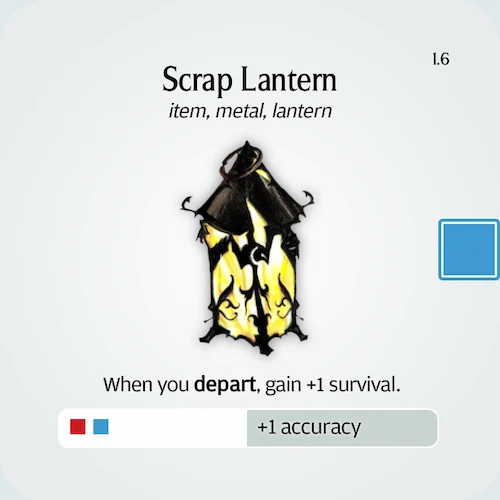 1.6
Scrap Lantern
item, metal, lantern
When you depart, gain +1 survival.
+1 accuracy